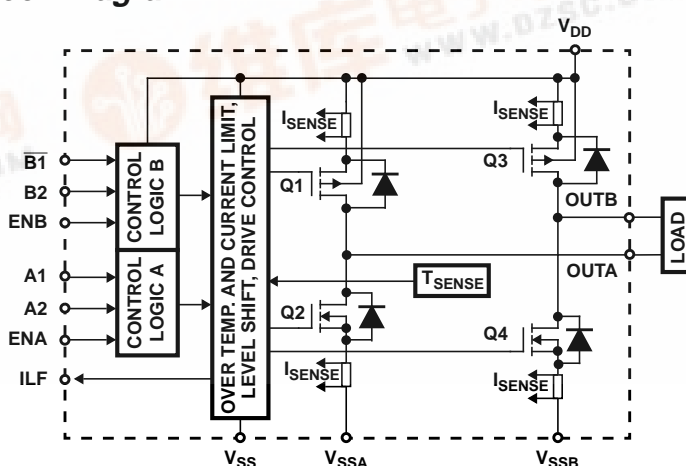 V_DD
I_SENSE
I_SENSE
B̅1̅
B2
ENB
CONTROL
LOGIC B
Q1
Q3
OUTB
LOAD
OVER TEMP. AND CURRENT LIMIT,
LEVEL SHIFT, DRIVE CONTROL
A1
A2
ENA
CONTROL
LOGIC A
T_SENSE
OUTA
Q2
Q4
ILF
I_SENSE
I_SENSE
V_SS
V_SSA
V_SSB